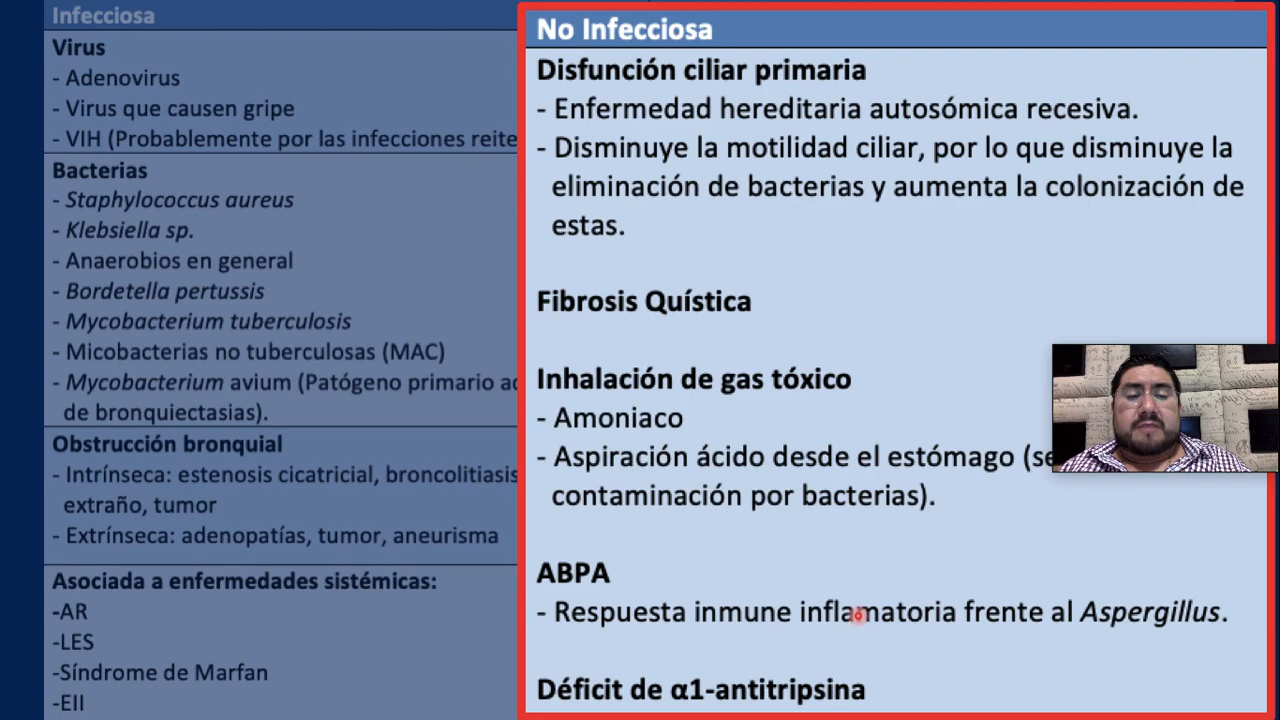 Infecciosa
Virus
- Adenovirus
- Virus que causen gripe
- VIH (Probablemente por las infecciones
Bacterias
- Staphylococcus aureus
- Klebsiella sp.
- Anaerobios en general
- Bordetella pertussis
- Mycobacterium tuberculosis
- Micobacterias no tuberculosas (MAC)
- Mycobacterium avium (Patógeno primario
de bronquiectasias).
Obstrucción bronquial
- Intrínseca: estenosis cicatricial, broncolitiasis
extraño, tumor
- Extrínseca: adenopatías, tumor, aneurisma
Asociada a enfermedades sistémicas:
-AR
-LES
-Síndrome de Marfan
-EII
No Infecciosa
Disfunción ciliar primaria
- Enfermedad hereditaria autosómica recesiva.
- Disminuye la motilidad ciliar, por lo que disminuye la
eliminación de bacterias y aumenta la colonización de
estas.
Fibrosis Quística
Inhalación de gas tóxico
- Amoniaco
- Aspiración ácido desde el estómago
contaminación por bacterias).
ABPA
- Respuesta inmune inflamatoria frente al Aspergillus.
Déficit de α1-antitripsina